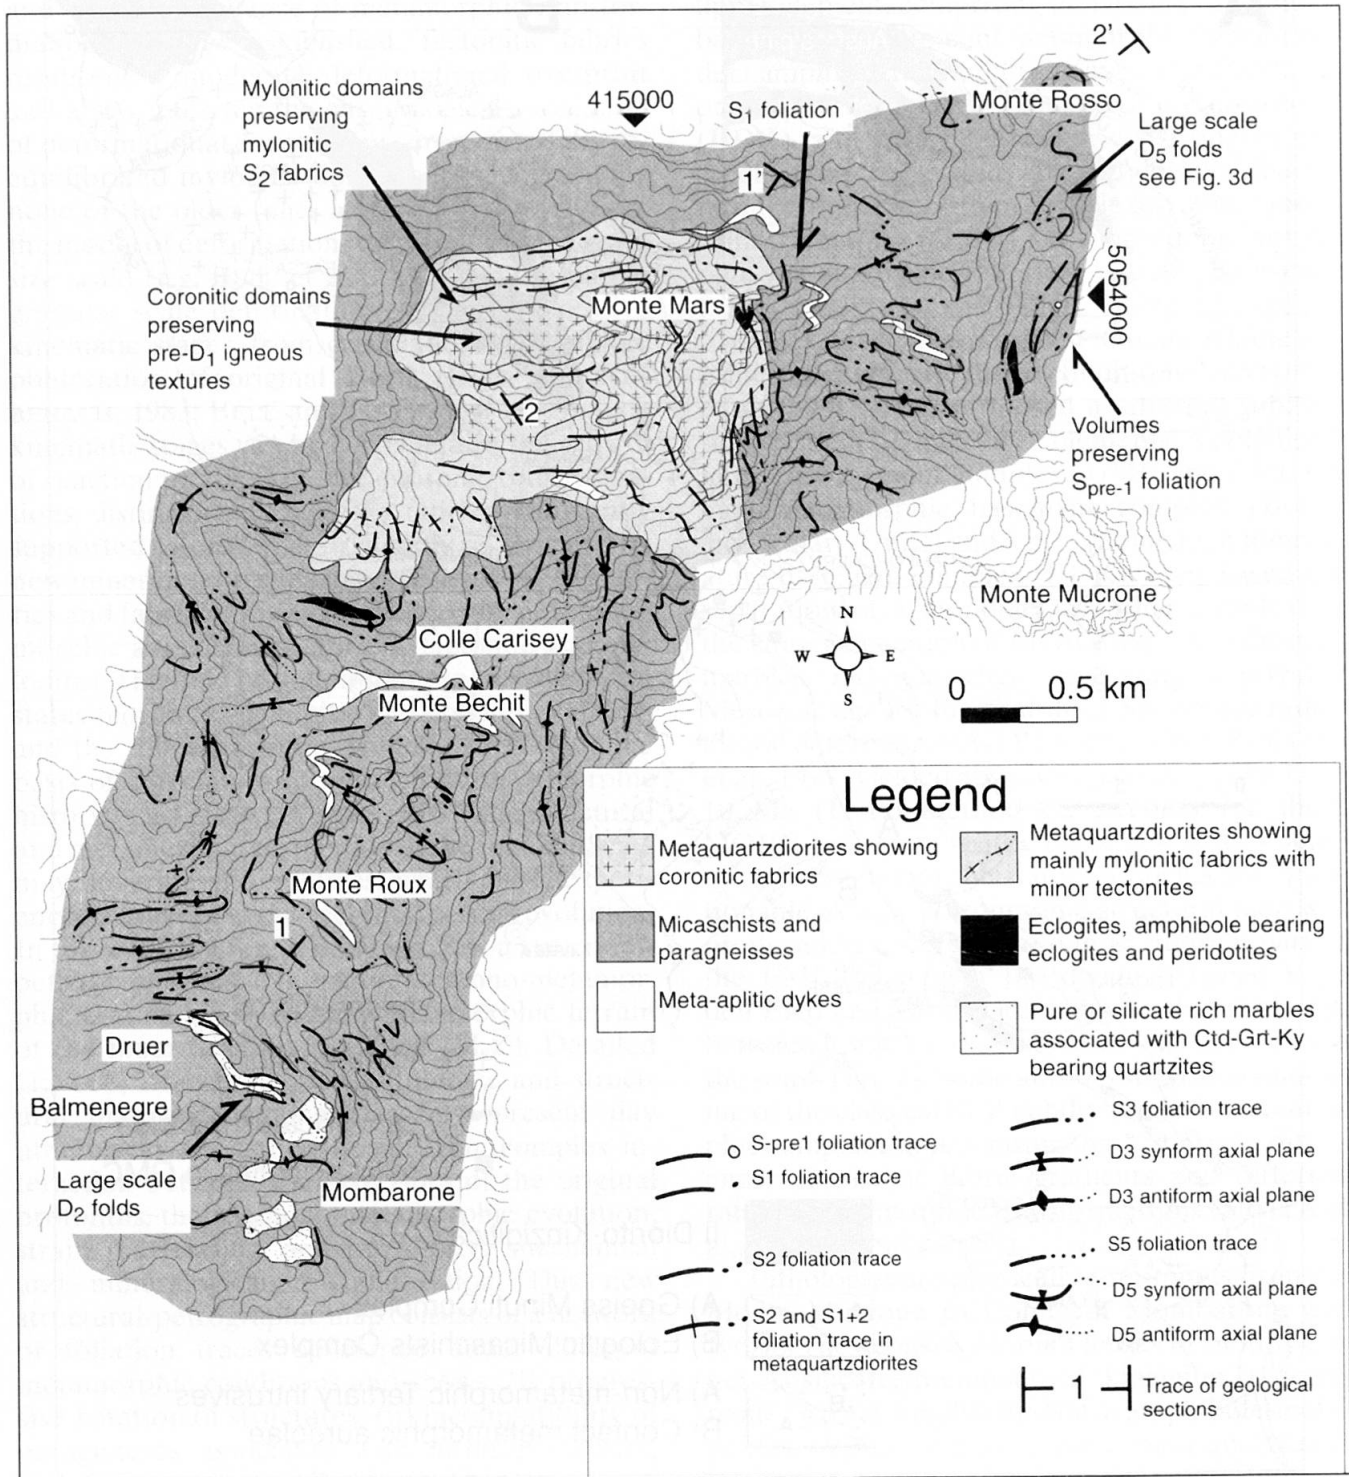 2'
Mylonitic domains
preserving
mylonitic
S2 fabrics
415000
S1 foliation
Monte Rosso
Large scale
D5 folds
see Fig. 3d
1'
5054000
Coronitic domains
preserving
pre-D1 igneous
textures
Monte Mars
2
Volumes
preserving
Spre-1 foliation
Monte Mucrone
Colle Carisey
Monte Bechit
N
W E
S
0 0.5 km
Monte Roux
1
Druer
Balmenegre
Large scale
D2 folds
Mombarone
Legend
Metaquartzdiorites showing
coronitic fabrics
Micaschists and
paragneisses
Meta-aplitic dykes
Metaquartzdiorites showing
mainly mylonitic fabrics with
minor tectonites
Eclogites, amphibole bearing
eclogites and peridotites
Pure or silicate rich marbles
associated with Ctd-Grt-Ky
bearing quartzites
S-pre1 foliation trace
S1 foliation trace
S2 foliation trace
S2 and S1+2
foliation trace in
metaquartzdiorites
S3 foliation trace
D3 synform axial plane
D3 antiform axial plane
S5 foliation trace
D5 synform axial plane
D5 antiform axial plane
1
Trace of geological
sections